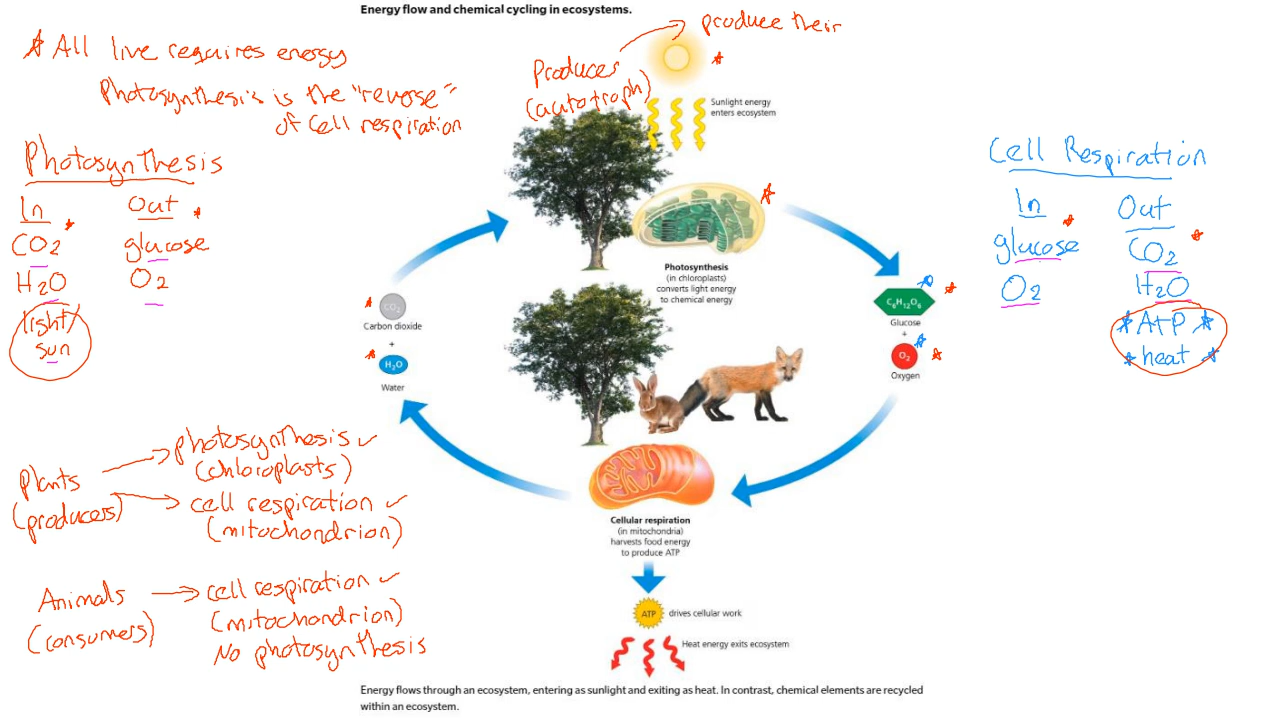 Energy flow and chemical cycling in ecosystems.
All live requires energy
Photosynthesis is the "reverse"
of Cell respiration
Producer
(autotroph)
produce their
Sunlight energy
enters ecosystem
Photosynthesis
In Out
CO2 glucose
H2O O2
light/
sun
Cell Respiration
In Out
glucose CO2
O2 H2O
ATP
heat
Photosynthesis
(in chloroplasts)
converts light energy
to chemical energy
CO2
Carbon dioxide
+
H2O
Water
C6H12O6
Glucose
+
O2
Oxygen
Plants
(producers)
photosynthesis
(chloroplasts)
cell respiration
(mitochondrion)
Animals
(consumers)
cell respiration
(mitochondrion)
No photosynthesis
Cellular respiration
(in mitochondria)
harvests food energy
to produce ATP
ATP drives cellular work
Heat energy exits ecosystem
Energy flows through an ecosystem, entering as sunlight and exiting as heat. In contrast, chemical elements are recycled
within an ecosystem.